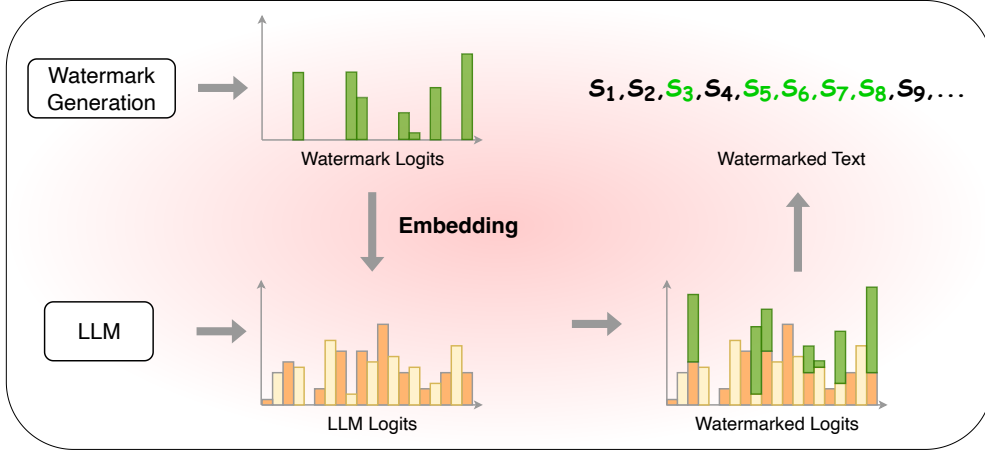 Watermark
Generation
Watermark Logits
S1,S2,S3,S4,S5,S6,S7,S8,S9,...
Watermarked Text
Embedding
LLM
LLM Logits
Watermarked Logits